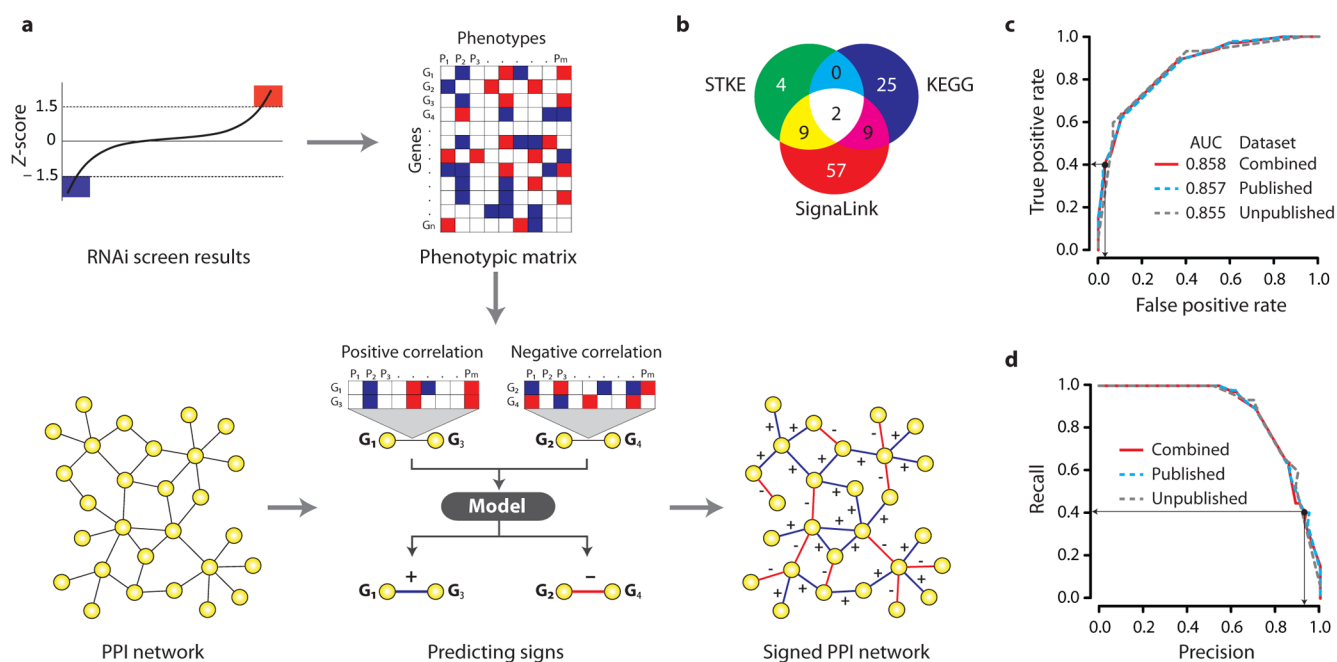 a
Z-score
1.5
0
– 1.5
RNAi screen results
Phenotypes
P1 P2 P3 . . . . Pm
Genes
G1
G2
G3
G4
.
.
.
.
.
.
Gn
Phenotypic matrix
Positive correlation
P1 P2 P3 . . . . . Pm
G1
G3
G1 G3
Negative correlation
P1 P2 P3 . . . . . Pm
G2
G4
G2 G4
Model
+
G1 G3
–
G2 G4
PPI network
Predicting signs
+ + + + + + + + + + + + + + + + + + + +
- - - - - - - - - -
Signed PPI network
b
STKE
KEGG
SignaLink
4
0
25
2
9
9
57
c
True positive rate
1.0
0.8
0.6
0.4
0.2
0.0
AUC Dataset
0.858 Combined
0.857 Published
0.855 Unpublished
0.0 0.2 0.4 0.6 0.8 1.0
False positive rate
d
Recall
1.0
0.8
0.6
0.4
0.2
0.0
Combined
Published
Unpublished
0.0 0.2 0.4 0.6 0.8 1.0
Precision